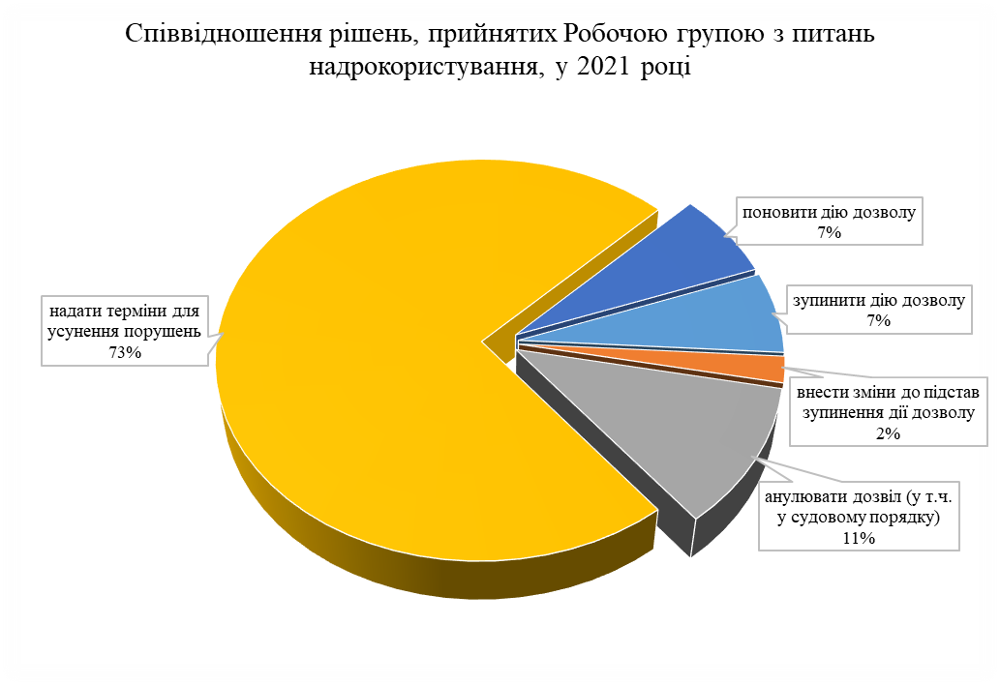 Співвідношення рішень, прийнятих Робочою групою з питань
надрокористування, у 2021 році
поновити дію дозволу
7%
зупинити дію дозволу
7%
надати терміни для
усунення порушень
73%
внести зміни до підстав
зупинення дії дозволу
2%
анулювати дозвіл (у т.ч.
у судовому порядку)
11%